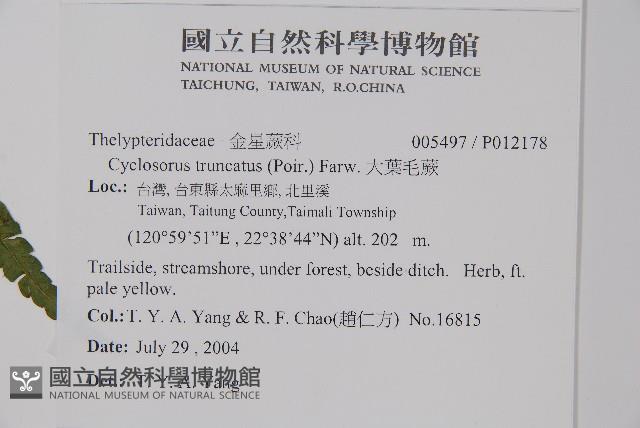 國立自然科學博物館
NATIONAL MUSEUM OF NATURAL SCIENCE
TAICHUNG, TAIWAN, R.O.CHINA
Thelypteridaceae 金星蕨科 005497 / P012178
Cyclosorus truncatus (Poir.) Farw. 大葉毛蕨
Loc.: 台灣, 台東縣太麻里鄉, 北里溪
Taiwan, Taitung County,Taimali Township
(120°59'51"E , 22°38'44"N) alt. 202 m.
Trailside, streamshore, under forest, beside ditch. Herb, ft.
pale yellow.
Col.:T. Y. A. Yang & R. F. Chao(趙仁方) No.16815
Date: July 29 , 2004
Det.: T. Y. A. Yang
國立自然科學博物館
NATIONAL MUSEUM OF NATURAL SCIENCE